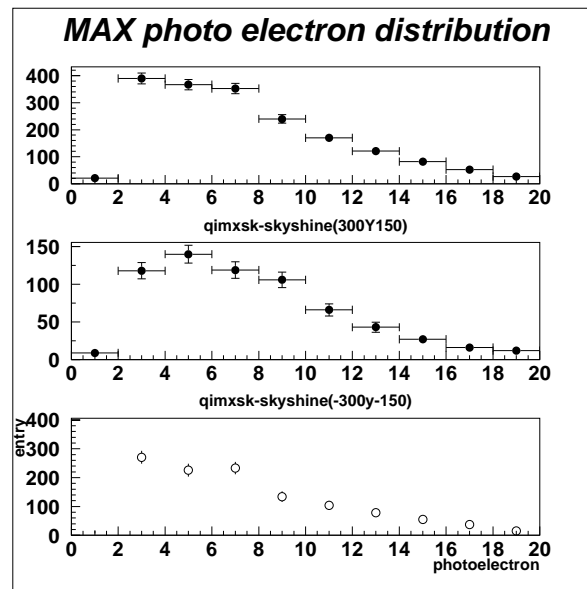 MAX photo electron distribution
400
300
200
100
0
0 2 4 6 8 10 12 14 16 18 20
qimxsk-skyshine(300Y150)
150
100
50
0
0 2 4 6 8 10 12 14 16 18 20
qimxsk-skyshine(-300y-150)
entry
400
300
200
100
0
0 2 4 6 8 10 12 14 16 18 20
photoelectron